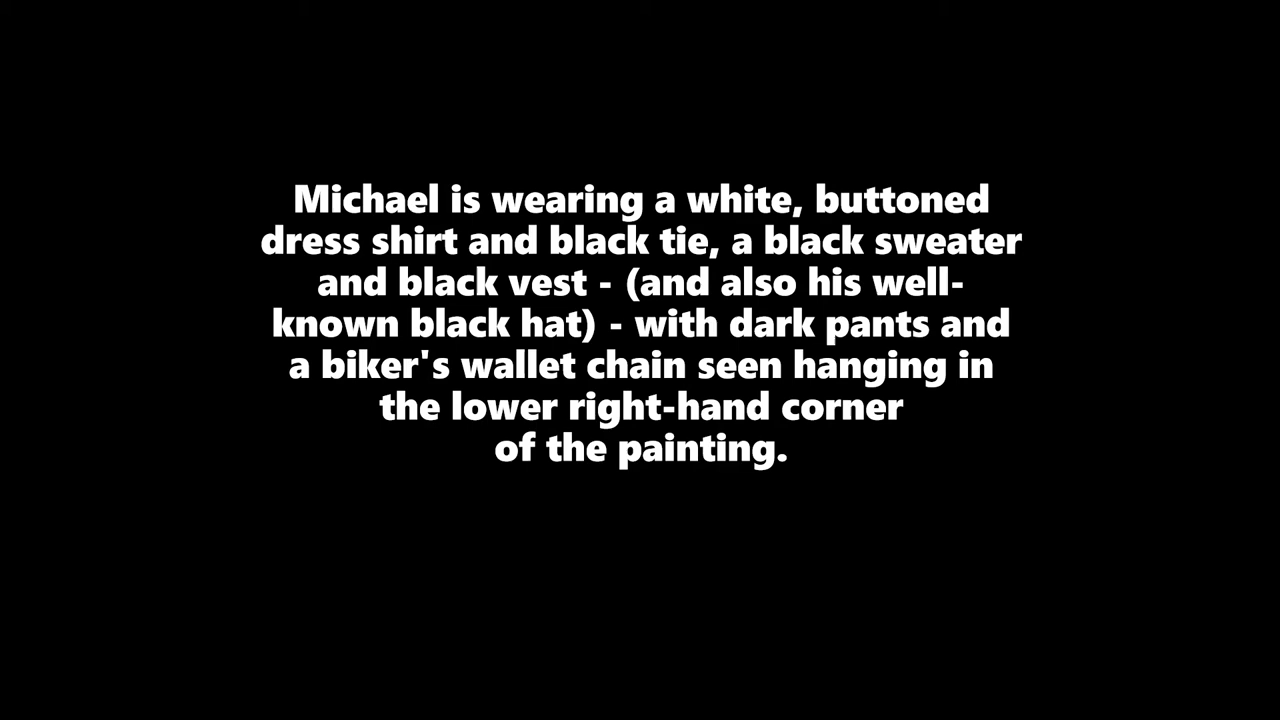 Michael is wearing a white, buttoned
dress shirt and black tie, a black sweater
and black vest - (and also his well-
known black hat) - with dark pants and
a biker's wallet chain seen hanging in
the lower right-hand corner
of the painting.